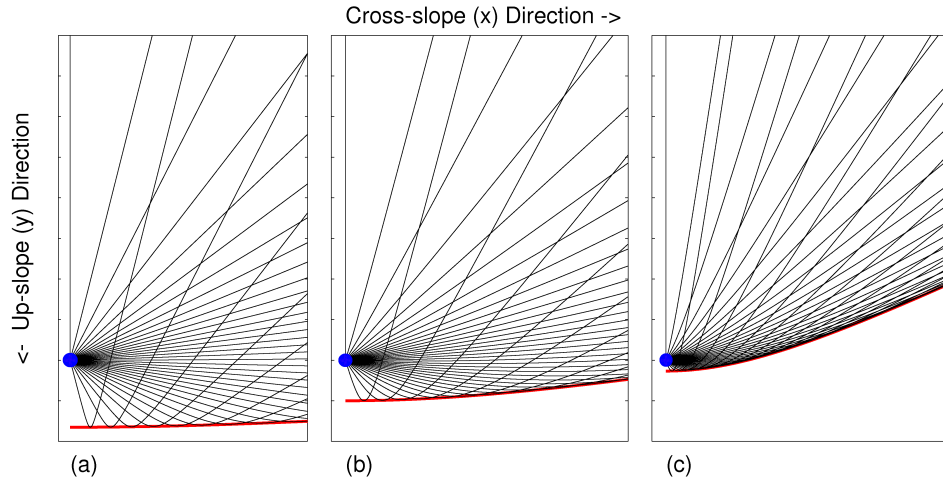 Cross-slope (x) Direction ->
<- Up-slope (y) Direction
(a)
(b)
(c)